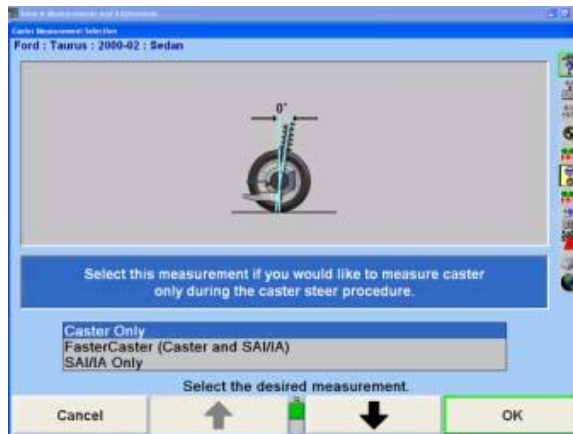 Caster Measurement Selection
Ford : Taurus : 2000-02 : Sedan
0°
Select this measurement if you would like to measure caster
only during the caster steer procedure.
Caster Only
FasterCaster (Caster and SAI/IA)
SAI/IA Only
Select the desired measurement.
Cancel
OK